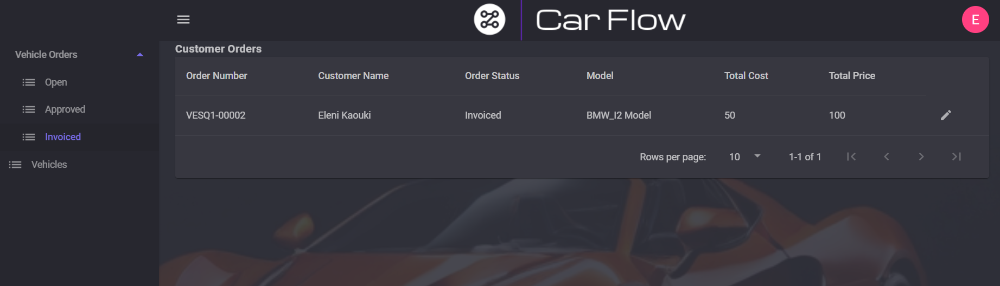 Car Flow
E
Vehicle Orders
Open
Approved
Invoiced
Vehicles
Customer Orders
Order Number Customer Name Order Status Model Total Cost Total Price
VESQ1-00002 Eleni Kaouki Invoiced BMW_I2 Model 50 100
Rows per page: 10 1-1 of 1